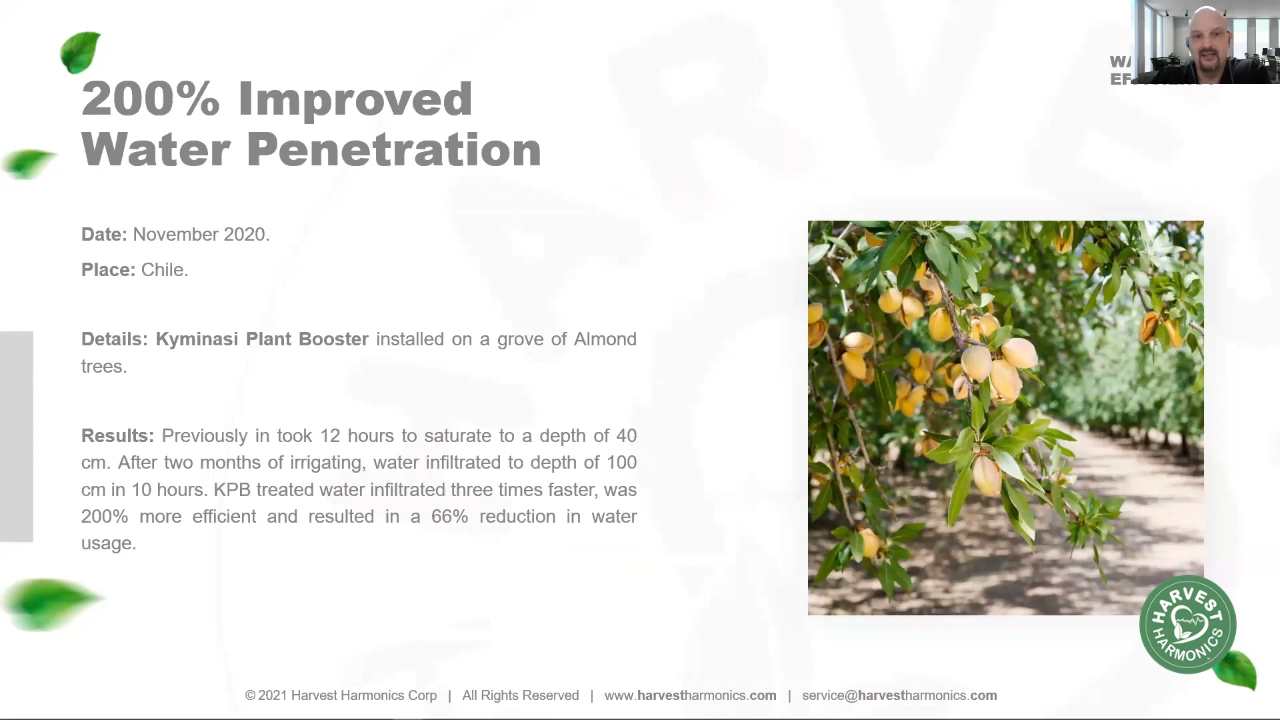 200% Improved
Water Penetration
Date: November 2020.
Place: Chile.
Details: Kyminasi Plant Booster installed on a grove of Almond
trees.
Results: Previously in took 12 hours to saturate to a depth of 40
cm. After two months of irrigating, water infiltrated to depth of 100
cm in 10 hours. KPB treated water infiltrated three times faster, was
200% more efficient and resulted in a 66% reduction in water
usage.
HARVEST
HARMONICS
© 2021 Harvest Harmonics Corp | All Rights Reserved | www.harvestharmonics.com | service@harvestharmonics.com